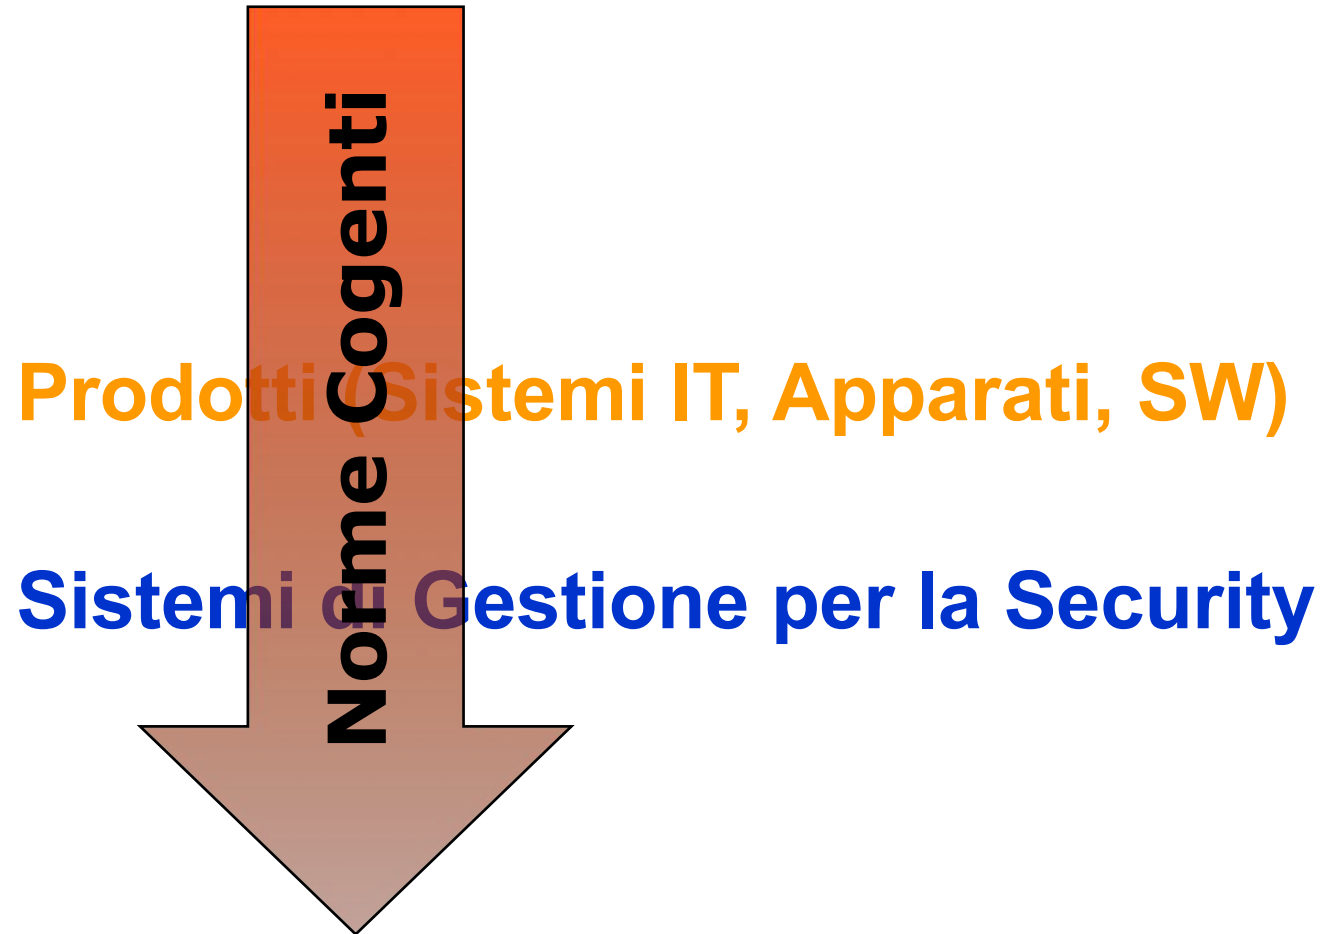 Norme Cogenti
Prodotti (Sistemi IT, Apparati, SW)
Sistemi di Gestione per la Security